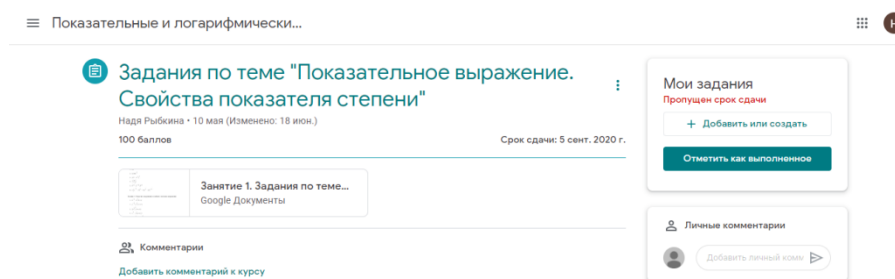 Показательные и логарифмически...
Задания по теме "Показательное выражение.
Свойства показателя степени"
Надя Рыбкина • 10 мая (Изменено: 18 июн.)
100 баллов
Срок сдачи: 5 сент. 2020 г.
Занятие 1. Задания по теме...
Google Документы
Комментарии
Добавить комментарий к курсу
Мои задания
Пропущен срок сдачи
+ Добавить или создать
Отметить как выполненное
Личные комментарии
Добавить личный комм